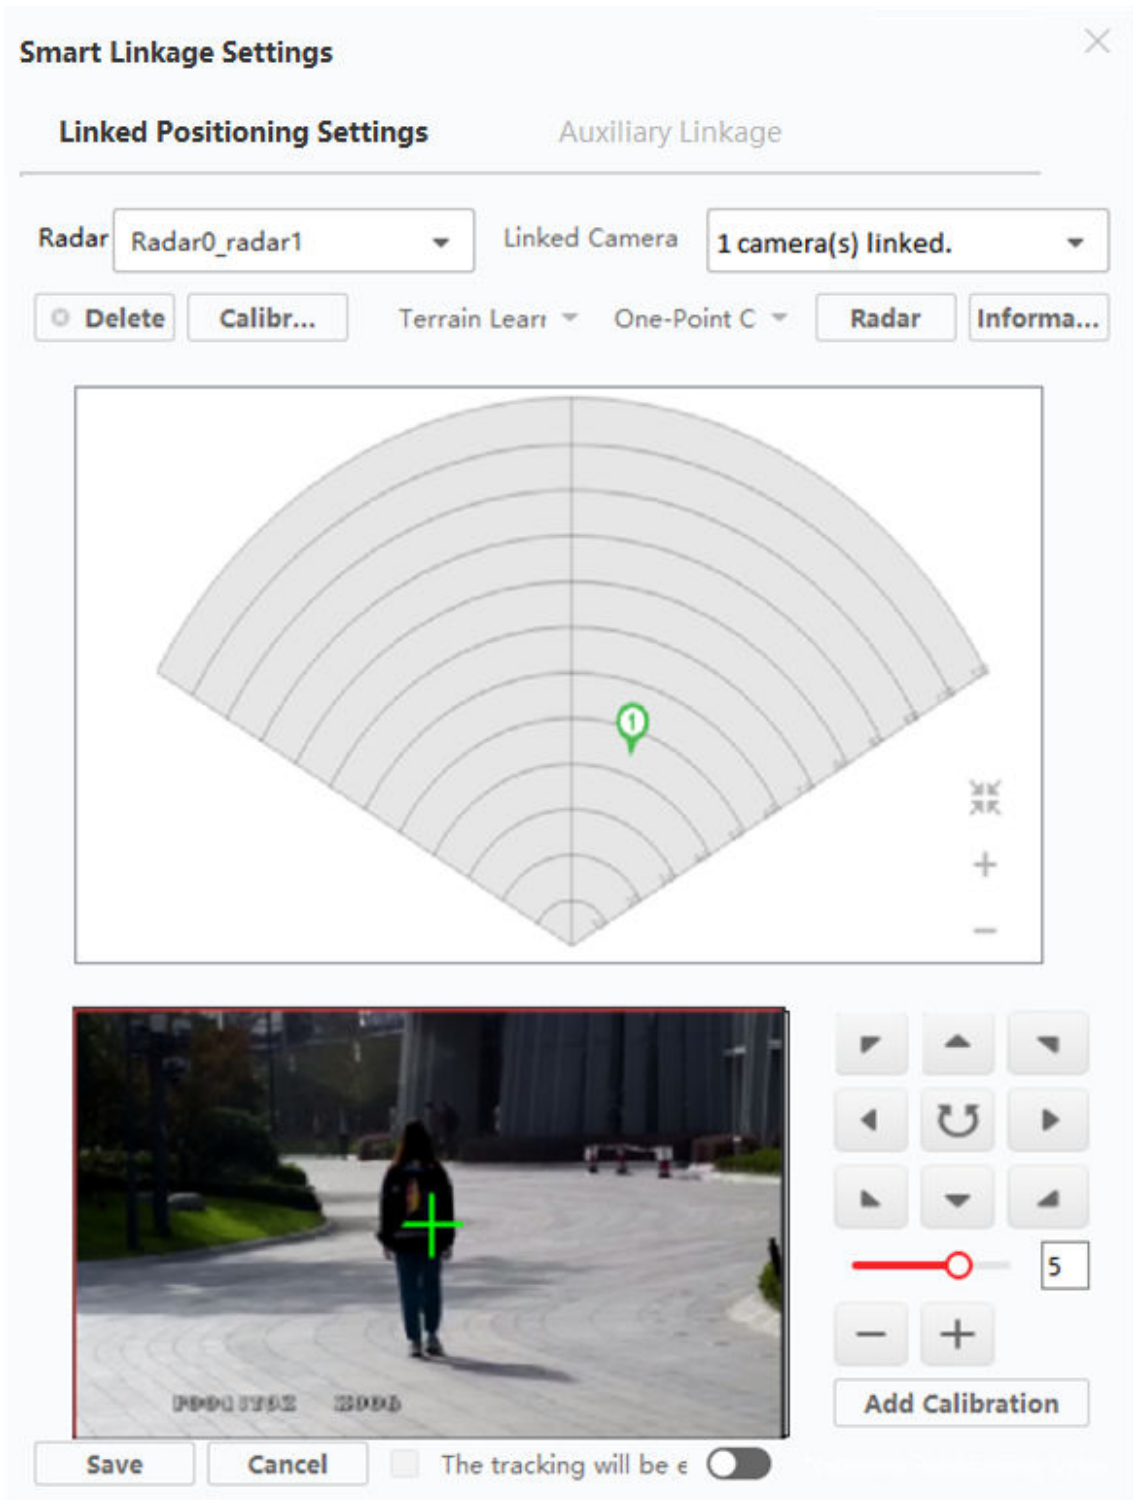 Smart Linkage Settings
Linked Positioning Settings Auxiliary Linkage
Radar Radar0_radar1 Linked Camera 1 camera(s) linked.
Delete Calibr... Terrain Learr One-Point C Radar Informa...
1
5
Add Calibration
Save Cancel The tracking will be e